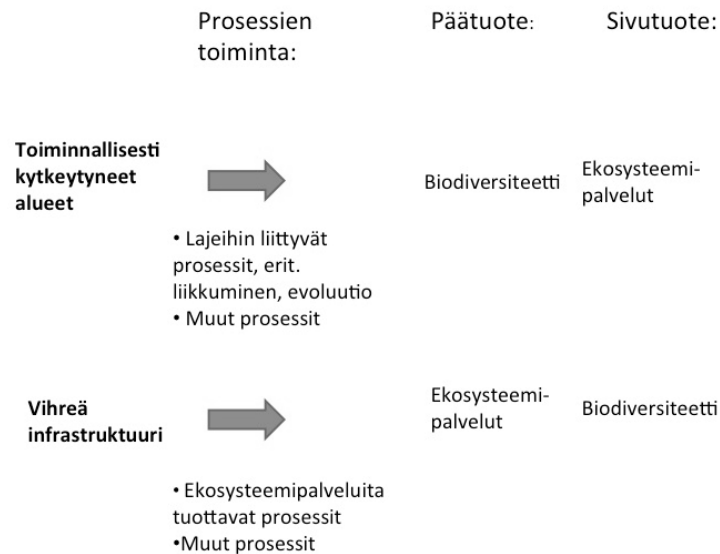 Prosessien
toiminta:
Päätuote:
Sivutuote:
Toiminnallisesti
kytkeytyneet
alueet
Biodiversiteetti
Ekosysteemi-
palvelut
• Lajeihin liittyvät
prosessit, erit.
liikkuminen, evoluutio
• Muut prosessit
Vihreä
infrastruktuuri
Ekosysteemi-
palvelut
Biodiversiteetti
• Ekosysteemipalveluita
tuottavat prosessit
•Muut prosessit